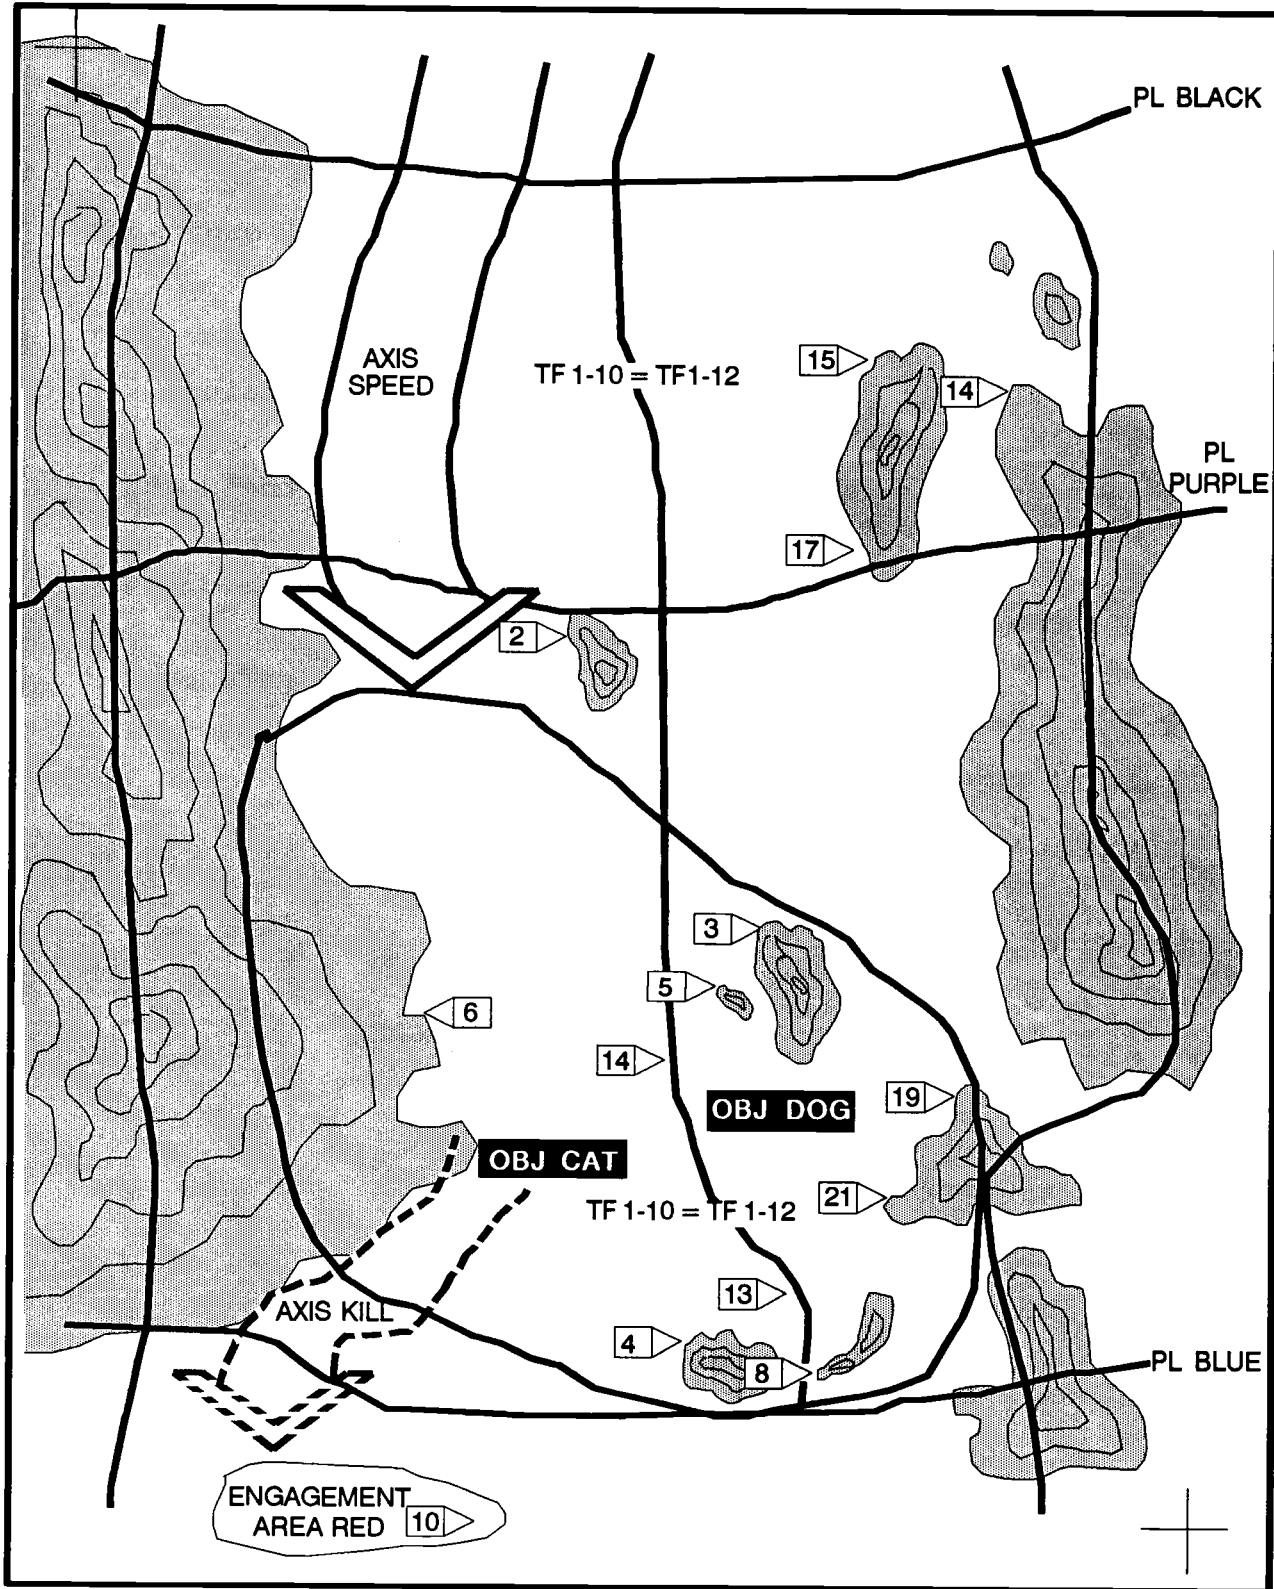 PL BLACK
AXIS
SPEED
TF 1-10 = TF1-12
15
14
PL
PURPLE
17
2
3
5
6
14
OBJ DOG
19
OBJ CAT
21
TF 1-10 = TF 1-12
13
AXIS KILL
4
8
PL BLUE
ENGAGEMENT
AREA RED
10